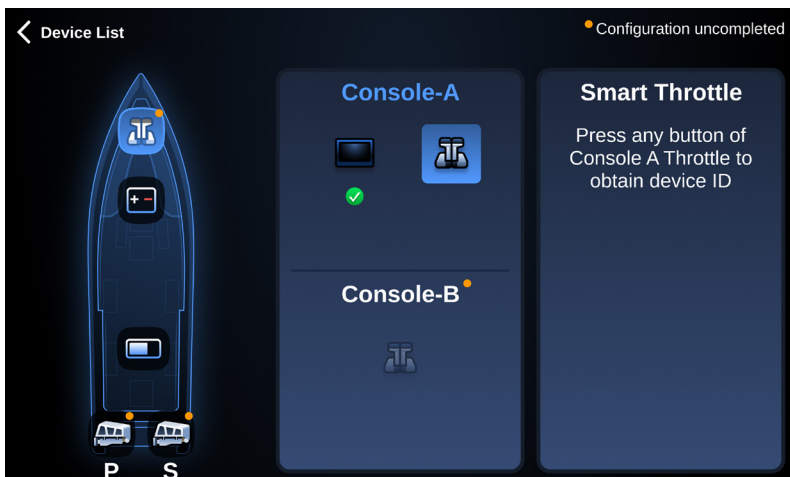 Device List
Configuration uncompleted
Console-A
Console-B
Smart Throttle
Press any button of
Console A Throttle to
obtain device ID
P S